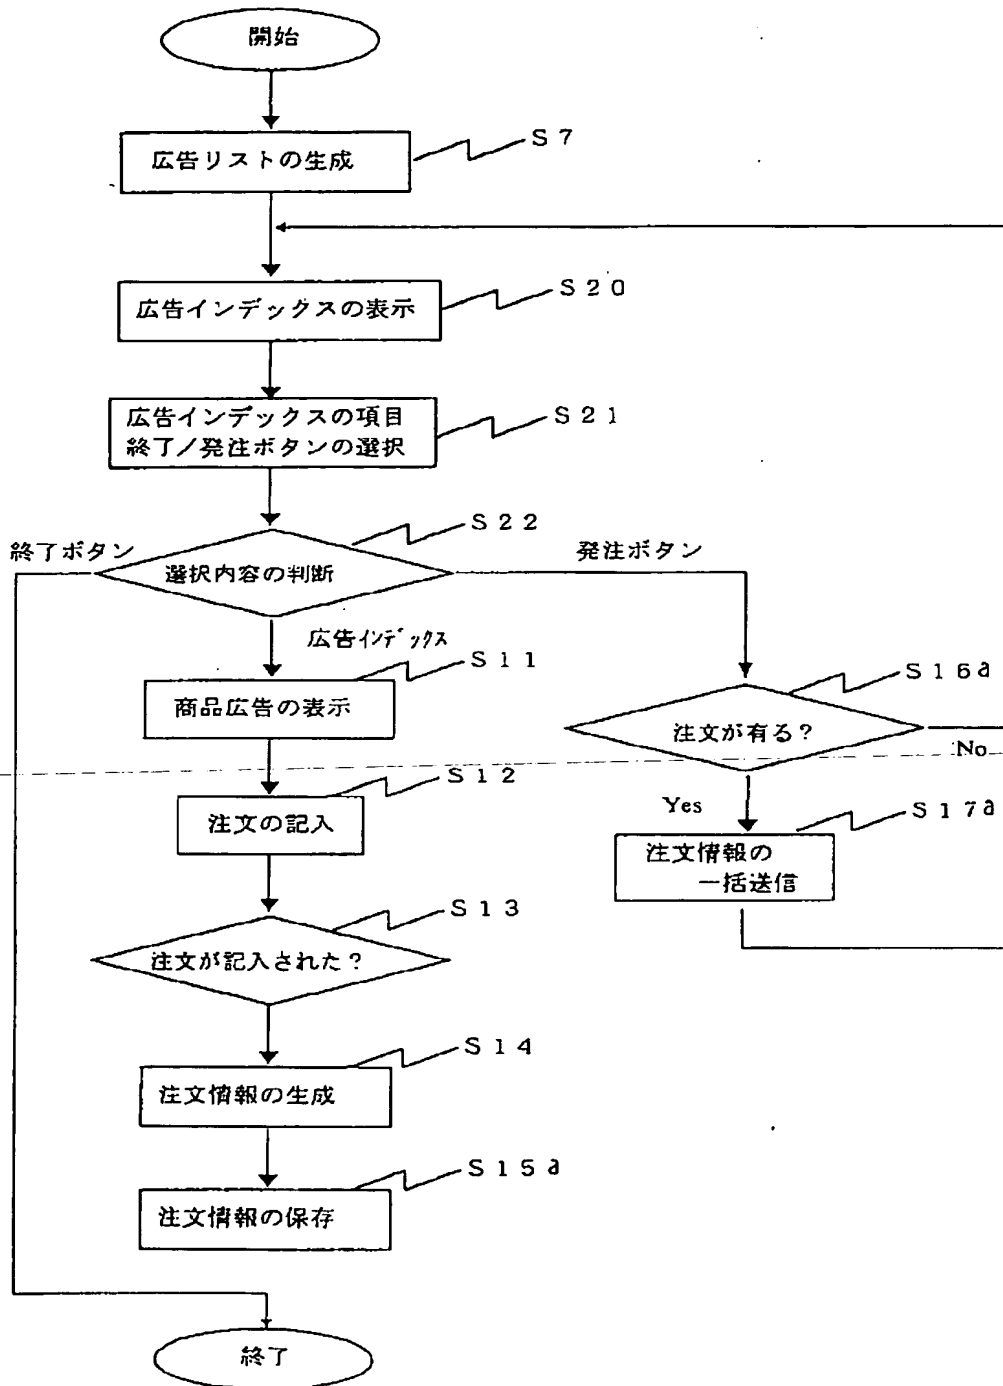 開始
広告リストの生成
S7
広告インデックスの表示
S20
広告インデックスの項目
終了／発注ボタンの選択
S21
選択内容の判断
S22
終了ボタン
発注ボタン
広告インデックス
商品広告の表示
S11
注文が有る？
S16a
No
Yes
注文の記入
S12
注文情報の
一括送信
S17a
注文が記入された？
S13
注文情報の生成
S14
注文情報の保存
S15a
終了